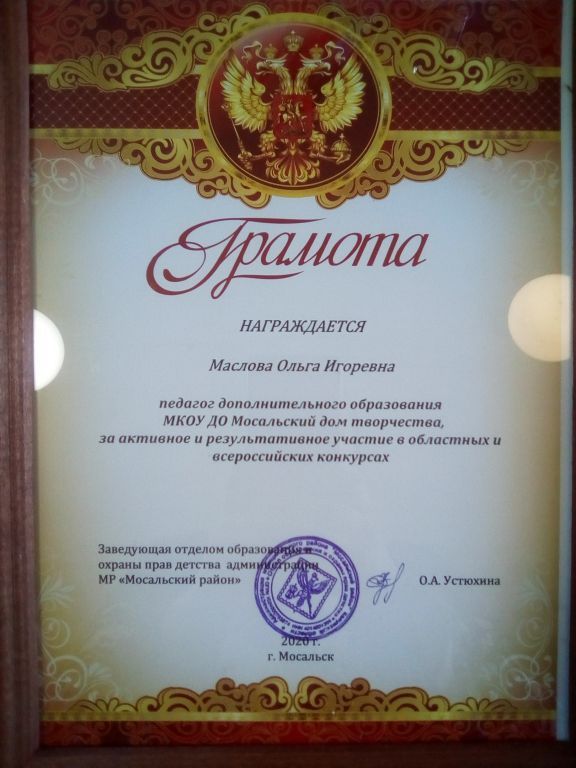 Грамота
НАГРАЖДАЕТСЯ
Маслова Ольга Игоревна
педагог дополнительного образования
МКОУ ДО Мосальский дом творчества,
за активное и результативное участие в областных и
всероссийских конкурсах
Заведующая отделом образования и
охраны прав детства администрации
МР «Мосальский район»
О.А. Устюхина
2020 г.
г. Мосальск